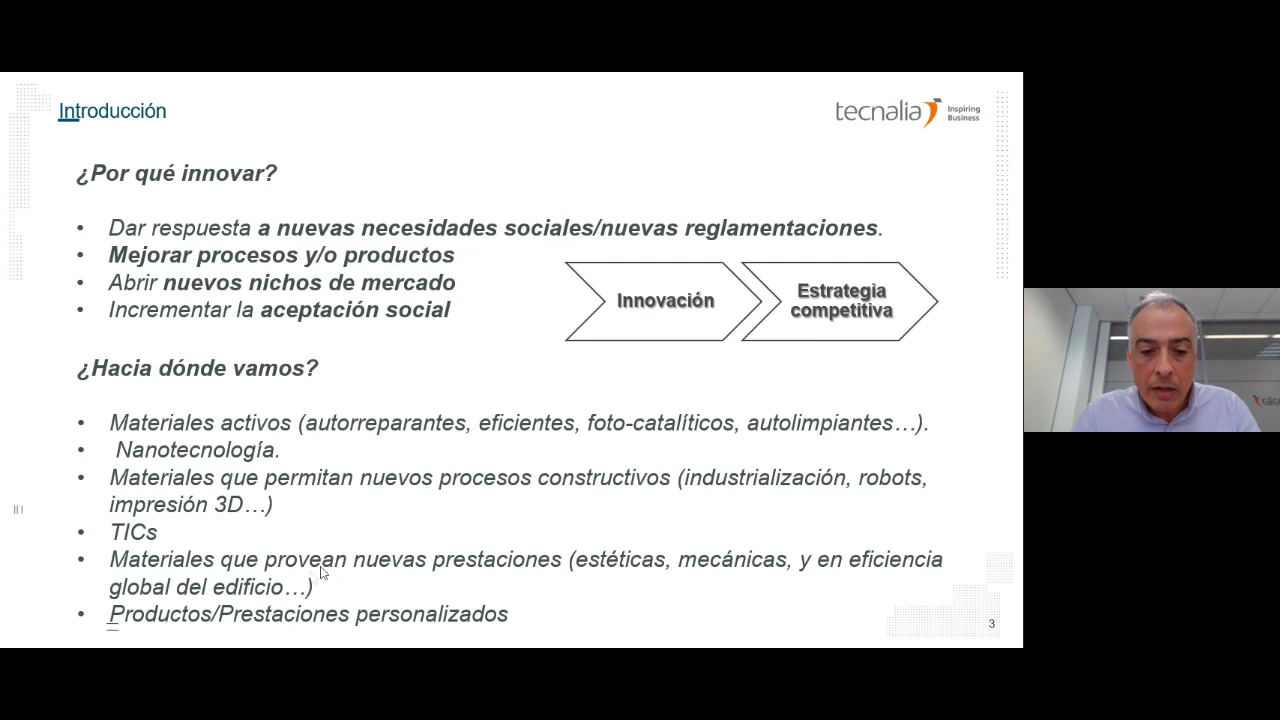 Introducción
tecnalia Inspiring
Business
¿Por qué innovar?
• Dar respuesta a nuevas necesidades sociales/nuevas reglamentaciones.
• Mejorar procesos y/o productos
• Abrir nuevos nichos de mercado
• Incrementar la aceptación social
Innovación
Estrategia
competitiva
¿Hacia dónde vamos?
• Materiales activos (autorreparantes, eficientes, foto-catalíticos, autolimpiantes…).
• Nanotecnología.
• Materiales que permitan nuevos procesos constructivos (industrialización, robots,
impresión 3D…)
• TICs
• Materiales que provean nuevas prestaciones (estéticas, mecánicas, y en eficiencia
global del edificio…)
• Productos/Prestaciones personalizados
3